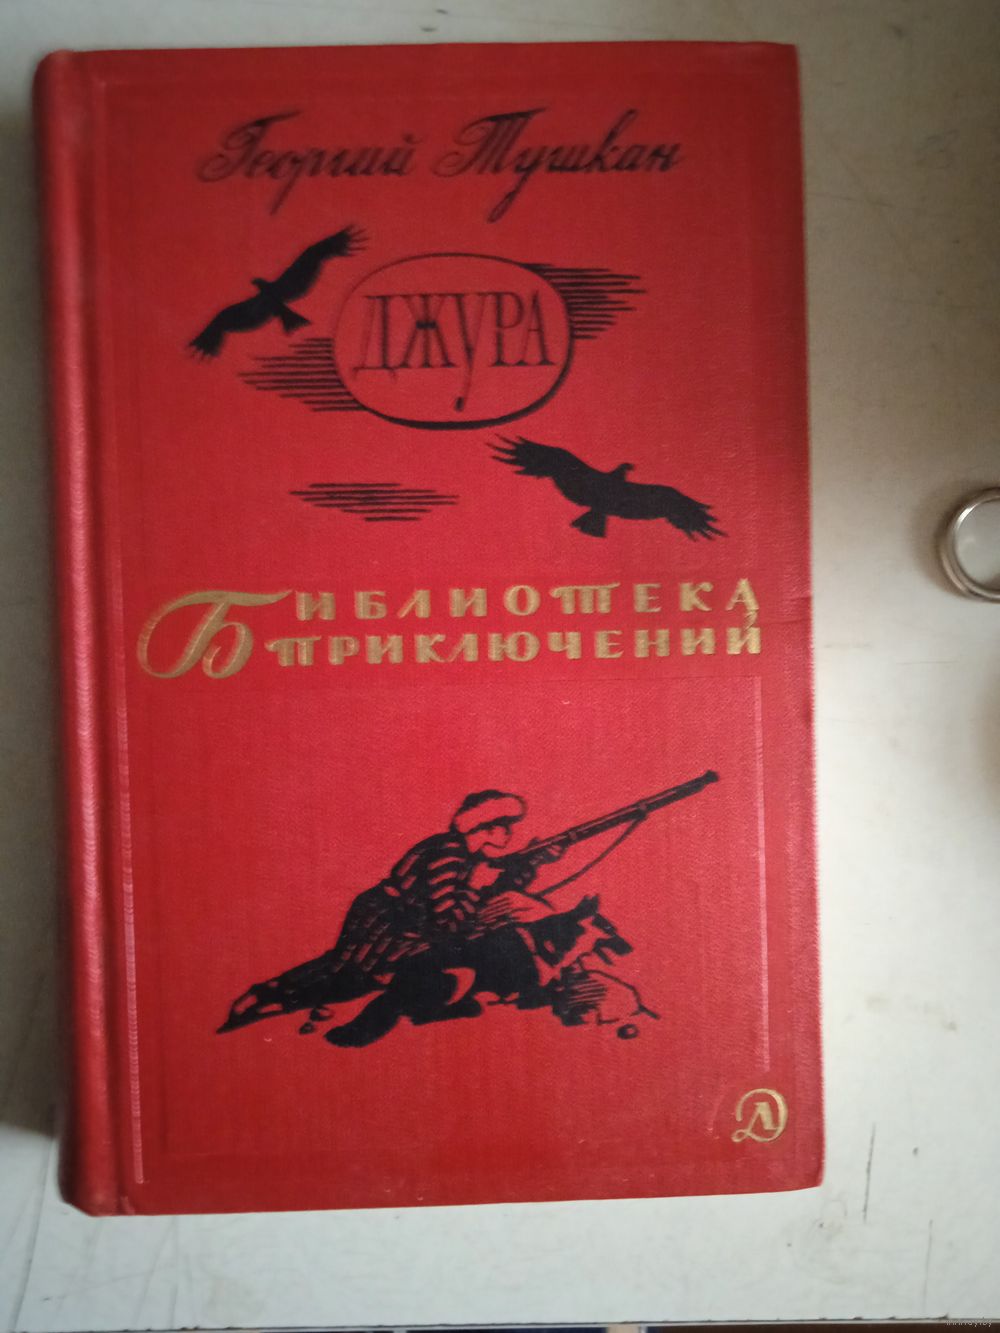 Георгий Тушкан
ДЖУРА
БИБЛИОТЕКА
ПРИКЛЮЧЕНИЙ